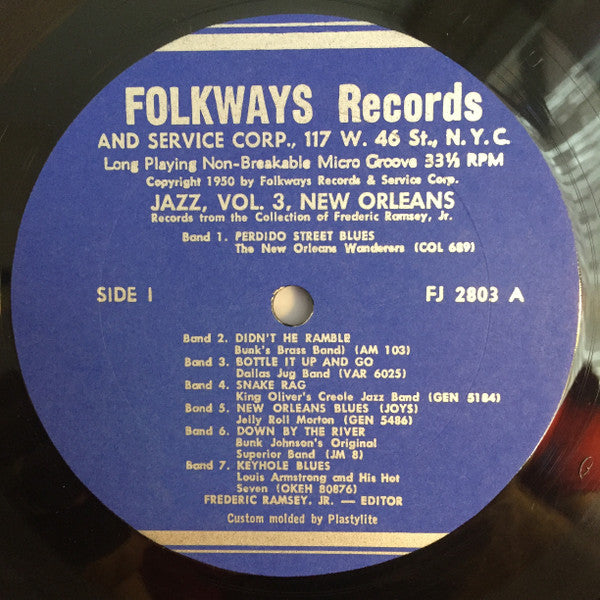 FOLKWAYS Records
AND SERVICE CORP., 117 W. 46 St., N.Y.C.
Long Playing Non-Breakable Micro Groove 33⅓ RPM
Copyright 1950 by Folkways Records & Service Corp.
JAZZ, VOL. 3, NEW ORLEANS
Records from the Collection of Frederic Ramsey, Jr.
Band 1. PERDIDO STREET BLUES
The New Orleans Wanderers (COL 689)
SIDE I
FJ 2803 A
Band 2. DIDN'T HE RAMBLE
Bunk's Brass Band) (AM 103)
Band 3. BOTTLE IT UP AND GO
Dallas Jug Band (VAR 6025)
Band 4. SNAKE RAG
King Oliver's Creole Jazz Band (GEN 5184)
Band 5. NEW ORLEANS BLUES (JOYS)
Jelly Roll Morton (GEN 5486)
Band 6. DOWN BY THE RIVER
Bunk Johnson's Original
Superior Band (JM 8)
Band 7. KEYHOLE BLUES
Louis Armstrong and His Hot
Seven (OKEH 80876)
FREDERIC RAMSEY. JR. — EDITOR
Custom molded by Plastylite